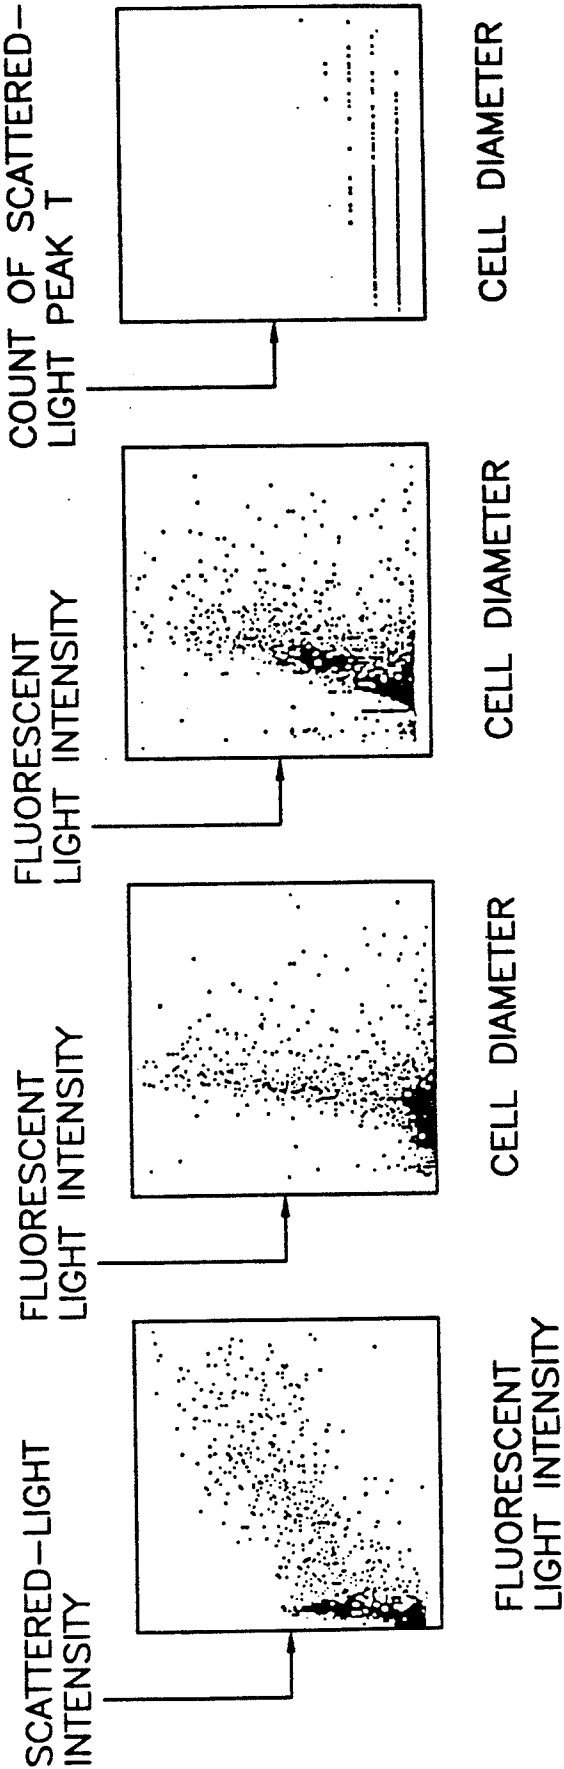 SCATTERED-LIGHT
INTENSITY
FLUORESCENT
LIGHT INTENSITY
FLUORESCENT
LIGHT INTENSITY
CELL DIAMETER
FLUORESCENT
LIGHT INTENSITY
CELL DIAMETER
COUNT OF SCATTERED-
LIGHT PEAK T
CELL DIAMETER